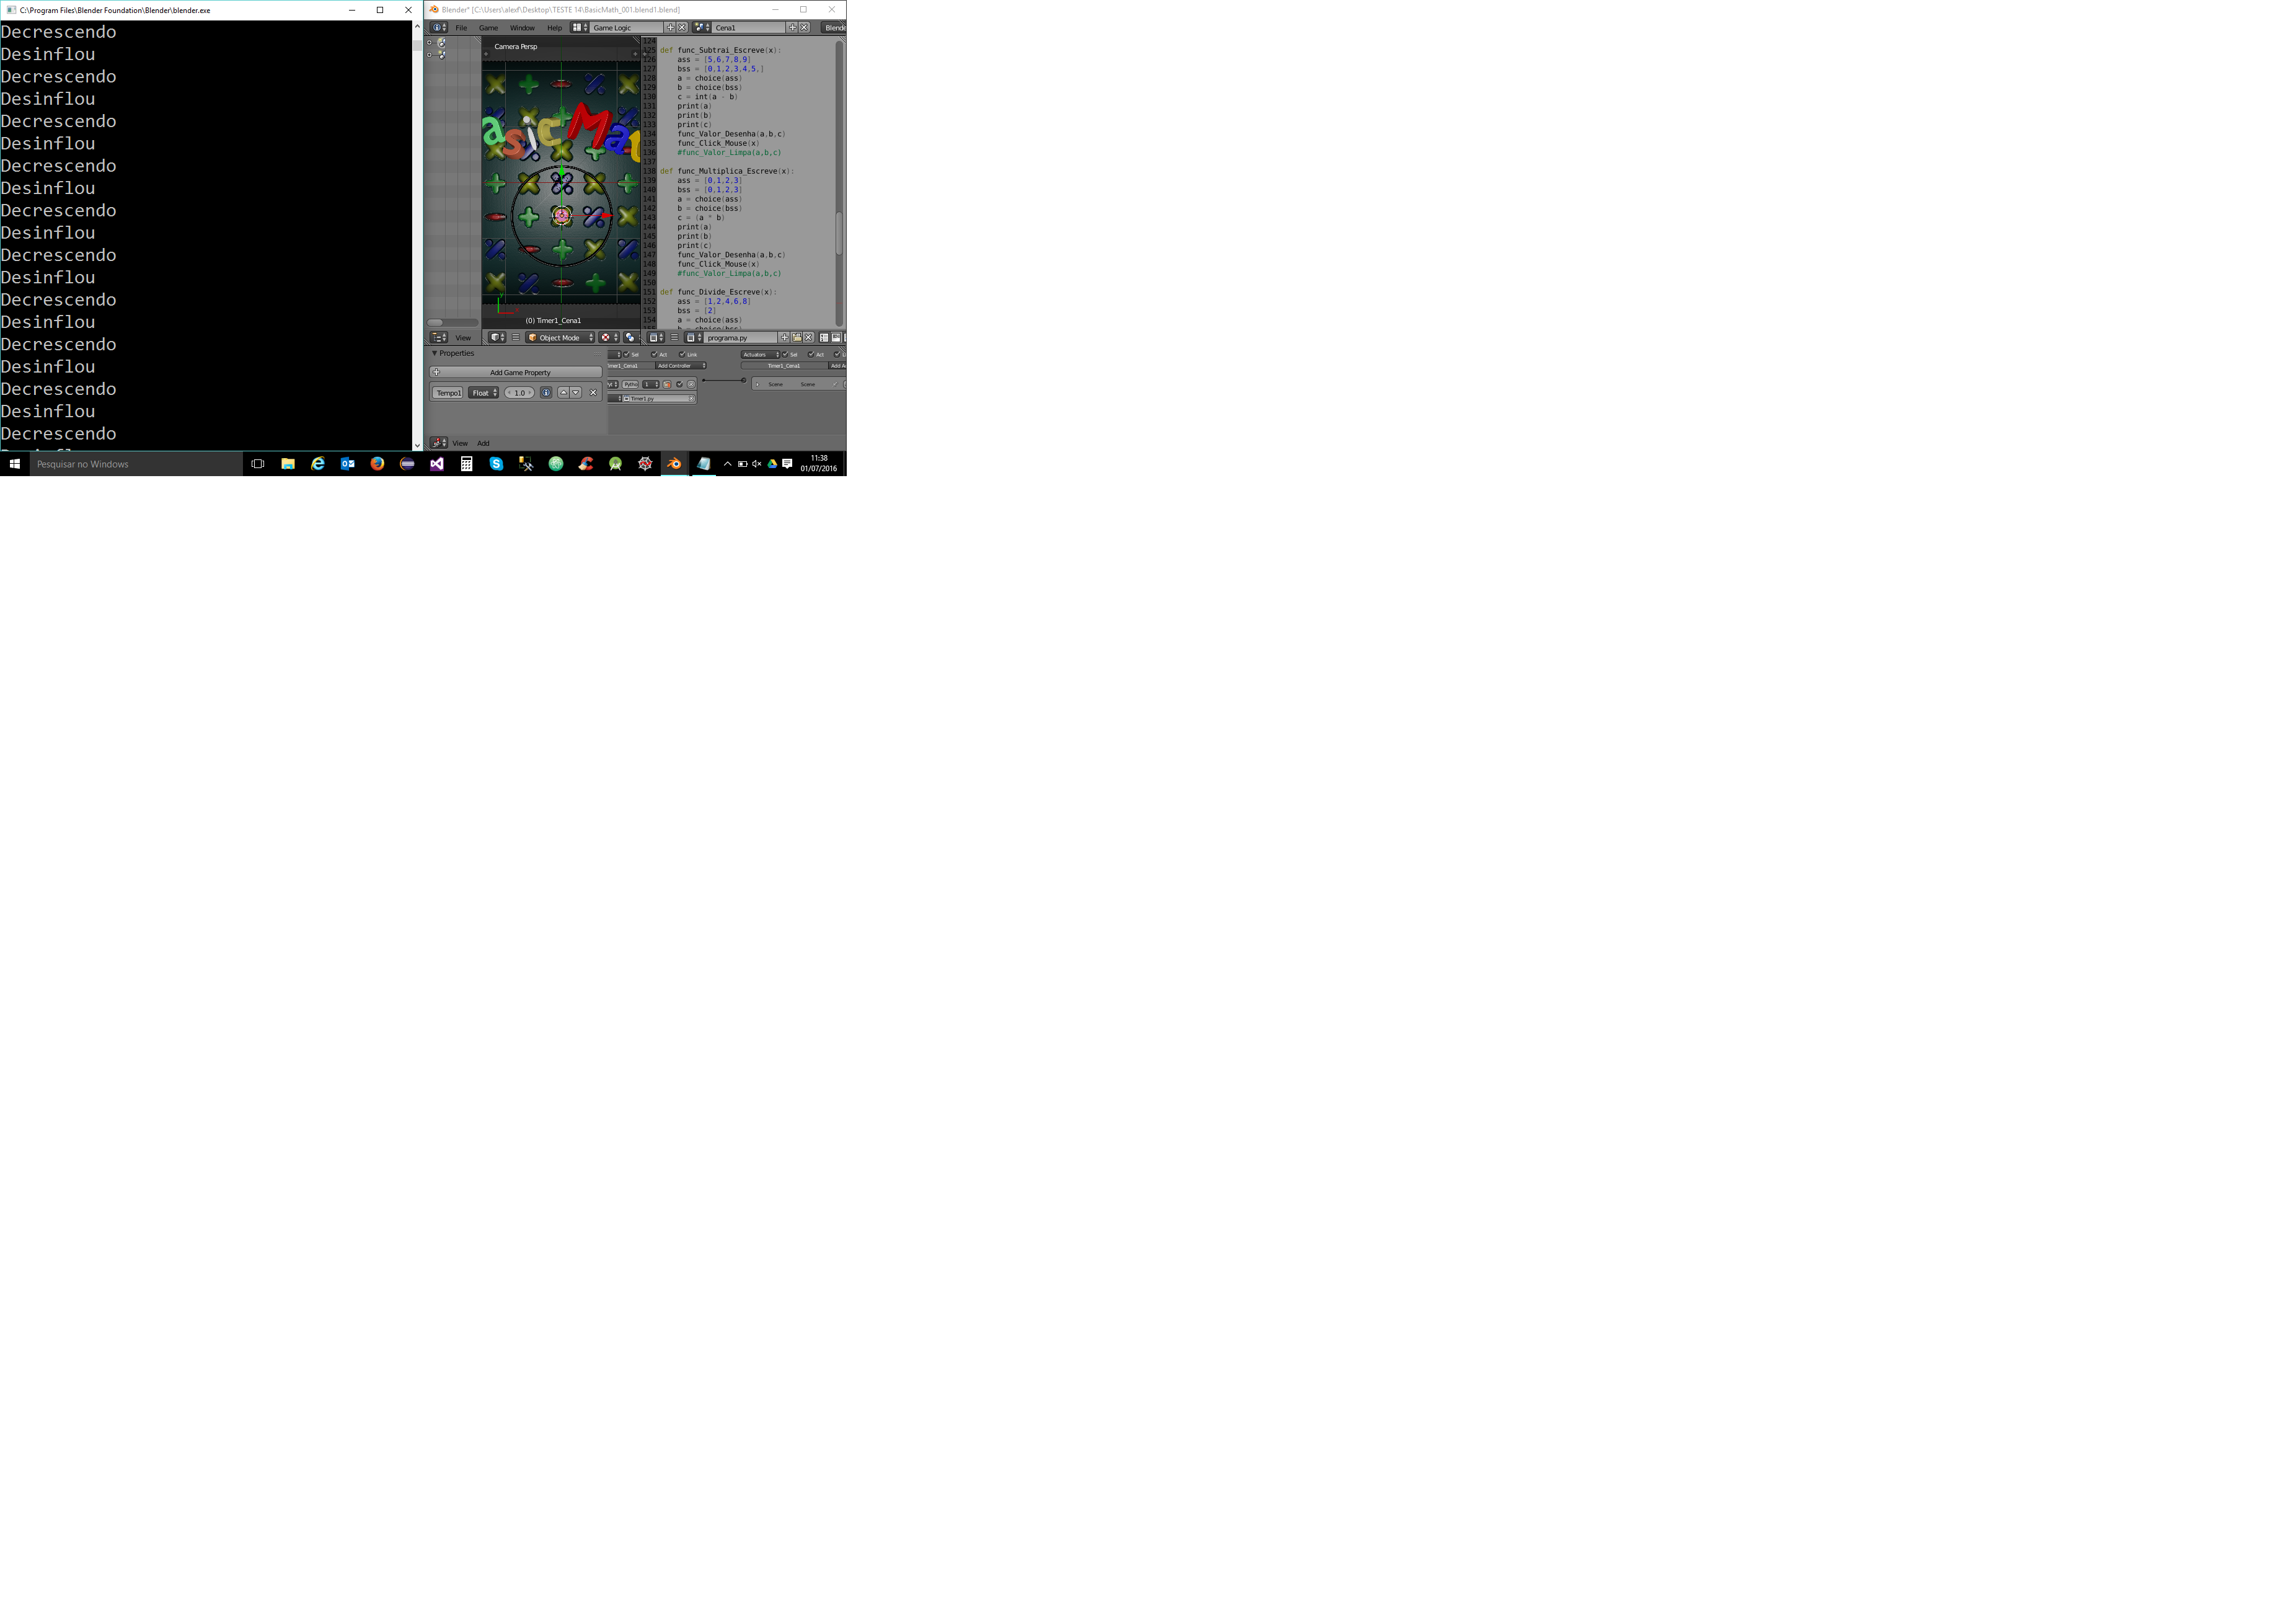 C:\Program Files\Blender Foundation\Blender\blender.exe
Decrescendo
Desinflou
Decrescendo
Desinflou
Decrescendo
Desinflou
Decrescendo
Desinflou
Decrescendo
Desinflou
Decrescendo
Desinflou
Decrescendo
Desinflou
Decrescendo
Desinflou
Decrescendo
Desinflou
Decrescendo
Blender* [C:\Users\alexf\Desktop\TESTE 14\BasicMath_001.blend1.blend]
File Game Window Help Game Logic Cena1 Blende
Camera Persp
asic Mat
(0) Timer1_Cena1
View Object Mode
124
125 def func_Subtrai_Escreve(x):
126 ass = [5,6,7,8,9]
127 bss = [0,1,2,3,4,5,]
128 a = choice(ass)
129 b = choice(bss)
130 c = int(a - b)
131 print(a)
132 print(b)
133 print(c)
134 func_Valor_Desenha(a,b,c)
135 func_Click_Mouse(x)
136 #func_Valor_Limpa(a,b,c)
137
138 def func_Multiplica_Escreve(x):
139 ass = [0,1,2,3]
140 bss = [0,1,2,3]
141 a = choice(ass)
142 b = choice(bss)
143 c = (a * b)
144 print(a)
145 print(b)
146 print(c)
147 func_Valor_Desenha(a,b,c)
148 func_Click_Mouse(x)
149 #func_Valor_Limpa(a,b,c)
150
151 def func_Divide_Escreve(x):
152 ass = [1,2,4,6,8]
153 bss = [2]
154 a = choice(ass)
programa.py
Properties
Add Game Property
Tempo1 Float 1.0
Sel Act Link
imer1_Cena1 Add Controller
Pytho 1
Timer1.py
Actuators Sel Act
Timer1_Cena1 Add A
Scene Scene
View Add
Pesquisar no Windows
11:38
01/07/2016